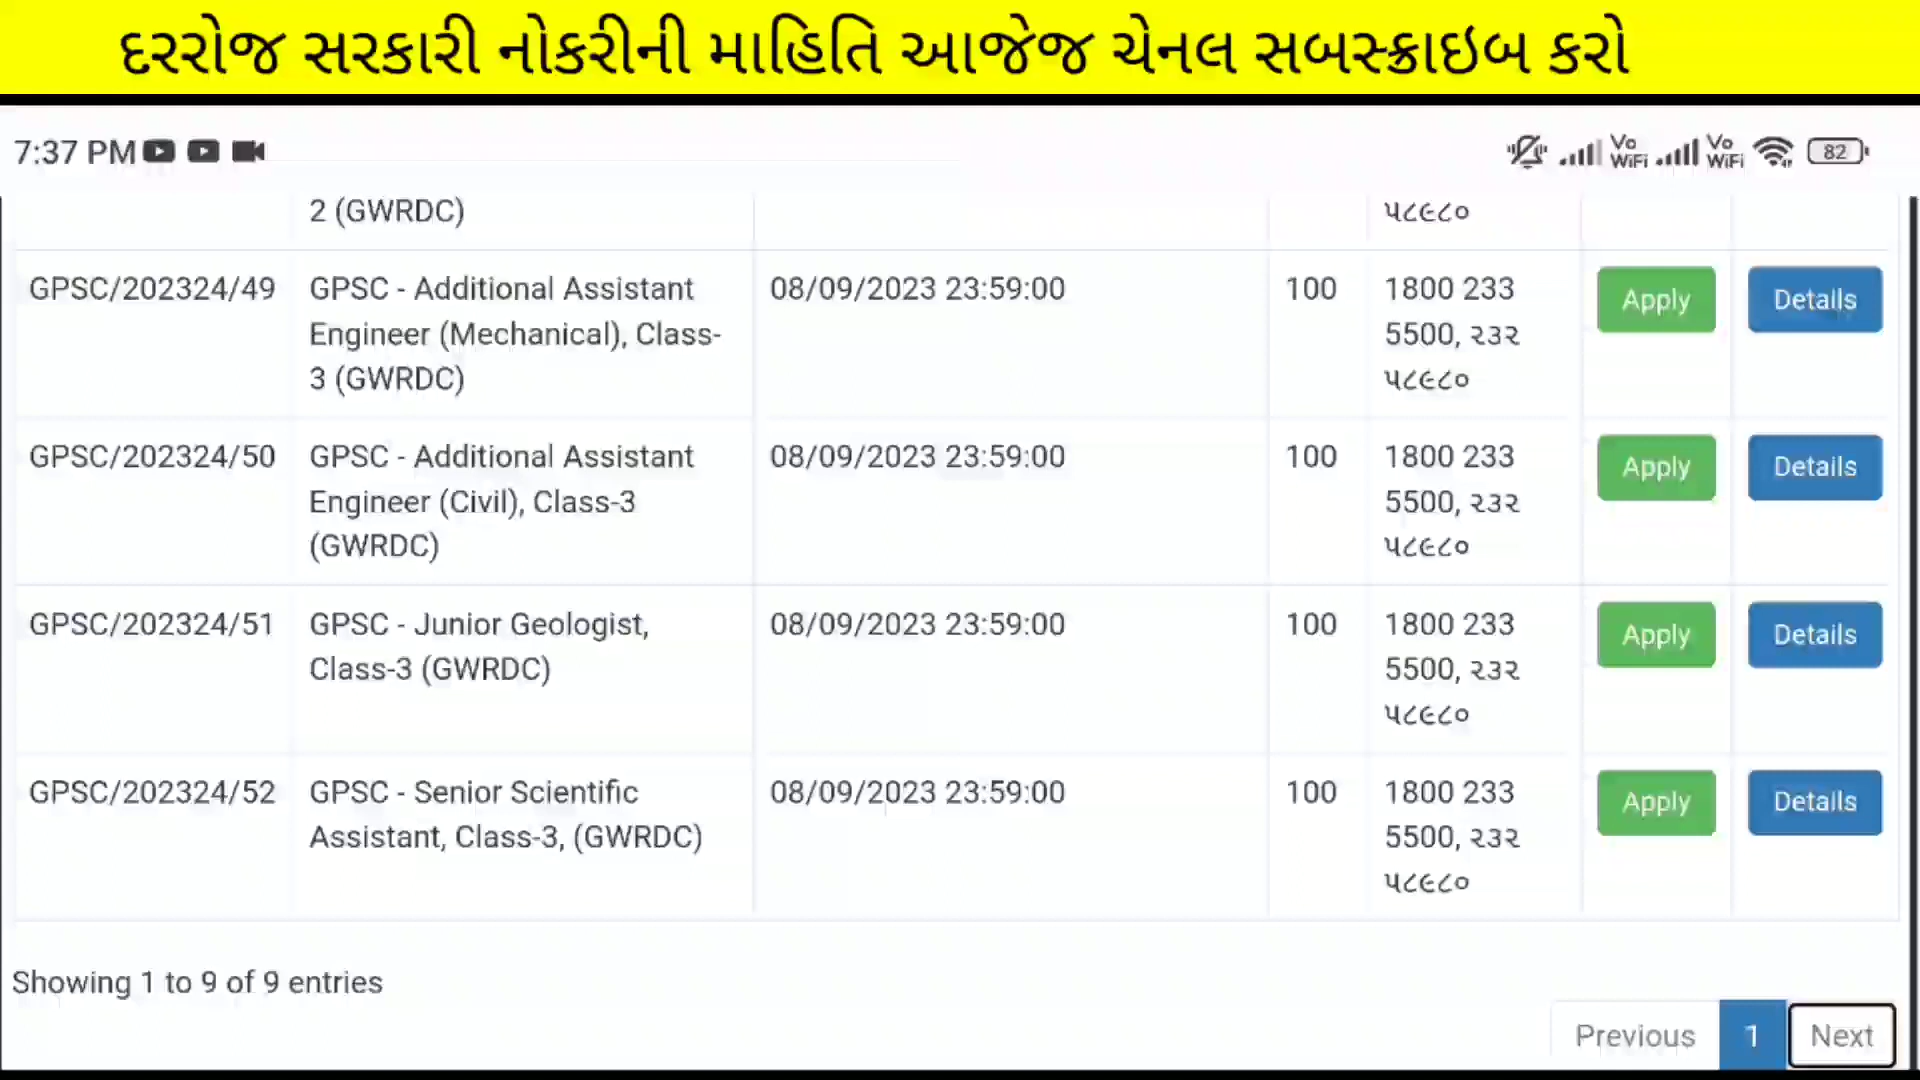 દરરોજ સરકારી નોકરીની માહિતિ આજેજ ચેનલ સબસ્ક્રાઇબ કરો
7:37 PM Vo WiFi Vo WiFi 82
2 (GWRDC) ૫૮૯૮૦
GPSC/202324/49 GPSC - Additional Assistant 08/09/2023 23:59:00 100 1800 233 Apply Details
Engineer (Mechanical), Class- 5500, ૨૩૨
3 (GWRDC) ૫૮૯૮૦
GPSC/202324/50 GPSC - Additional Assistant 08/09/2023 23:59:00 100 1800 233 Apply Details
Engineer (Civil), Class-3 5500, ૨૩૨
(GWRDC) ૫૮૯૮૦
GPSC/202324/51 GPSC - Junior Geologist, 08/09/2023 23:59:00 100 1800 233 Apply Details
Class-3 (GWRDC) 5500, ૨૩૨
૫૮૯૮૦
GPSC/202324/52 GPSC - Senior Scientific 08/09/2023 23:59:00 100 1800 233 Apply Details
Assistant, Class-3, (GWRDC) 5500, ૨૩૨
૫૮૯૮૦
Showing 1 to 9 of 9 entries
Previous 1 Next